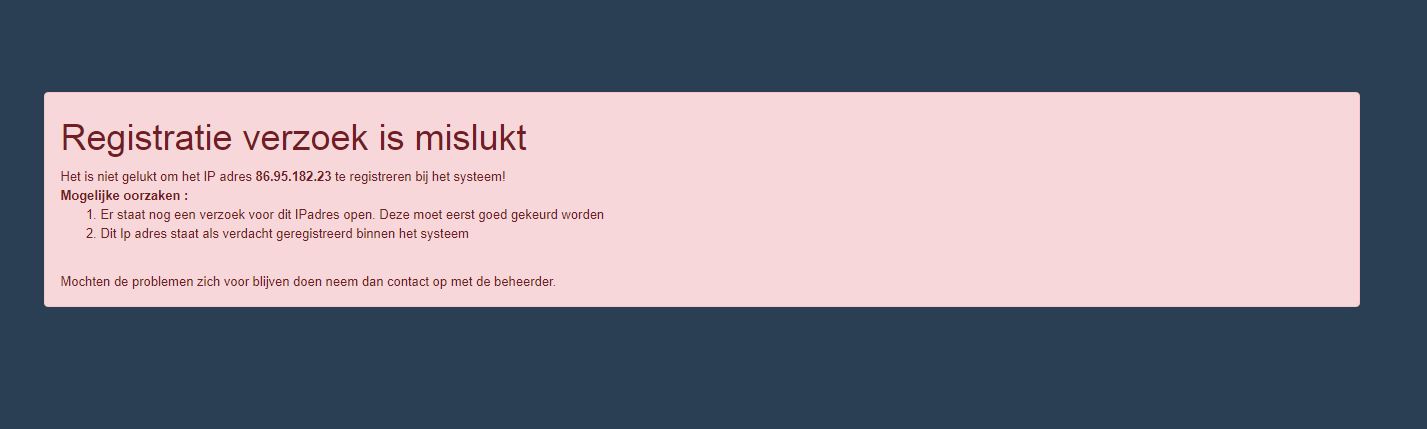 Registratie verzoek is mislukt
Het is niet gelukt om het IP adres 86.95.182.23 te registreren bij het systeem!
Mogelijke oorzaken :
1. Er staat nog een verzoek voor dit IPadres open. Deze moet eerst goed gekeurd worden
2. Dit Ip adres staat als verdacht geregistreerd binnen het systeem
Mochten de problemen zich voor blijven doen neem dan contact op met de beheerder.